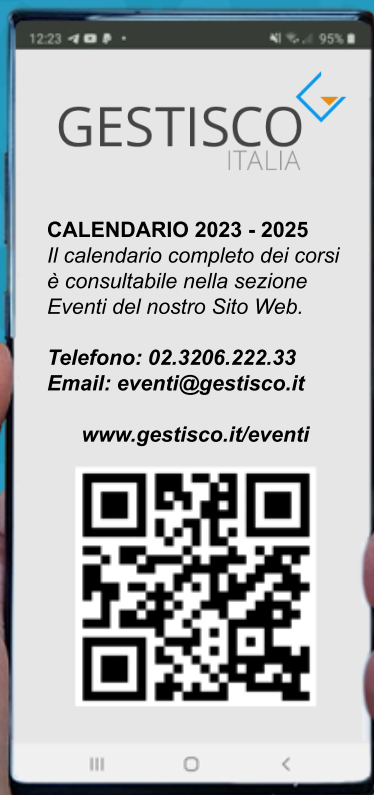 12:23 95%
GESTISCO
ITALIA
CALENDARIO 2023 - 2025
Il calendario completo dei corsi
è consultabile nella sezione
Eventi del nostro Sito Web.
Telefono: 02.3206.222.33
Email: eventi@gestisco.it
www.gestisco.it/eventi